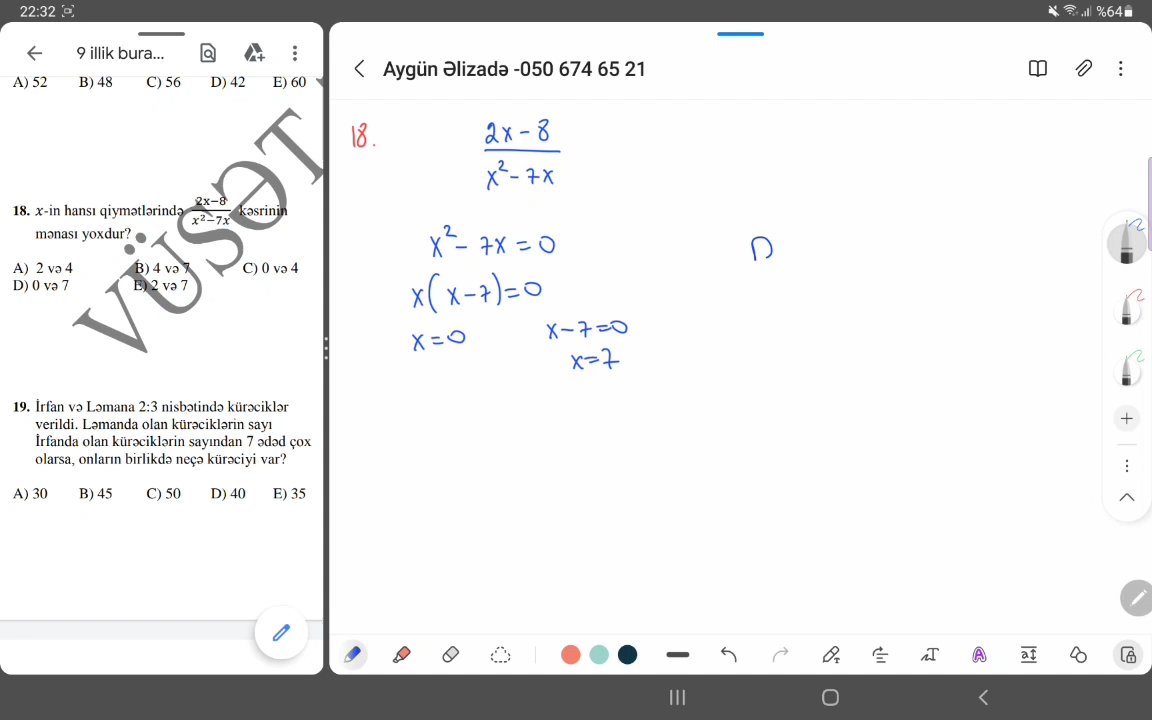 22:32
%64
9 illik bura...
A) 52 B) 48 C) 56 D) 42 E) 60
VÜSƏT
18. x-in hansı qiymətlərində 2x−8 / x²−7x kəsrinin
mənası yoxdur?
A) 2 və 4 B) 4 və 7 C) 0 və 4
D) 0 və 7 E) 2 və 7
19. İrfan və Ləmana 2:3 nisbətində kürəciklər
verildi. Ləmanda olan kürəciklərin sayı
İrfanda olan kürəciklərin sayından 7 ədəd çox
olarsa, onların birlikdə neçə kürəciyi var?
A) 30 B) 45 C) 50 D) 40 E) 35
Aygün Əlizadə -050 674 65 21
18.
2x - 8
x² - 7x
x² - 7x = 0
D
x(x-7)=0
x=0 x-7=0
x=7